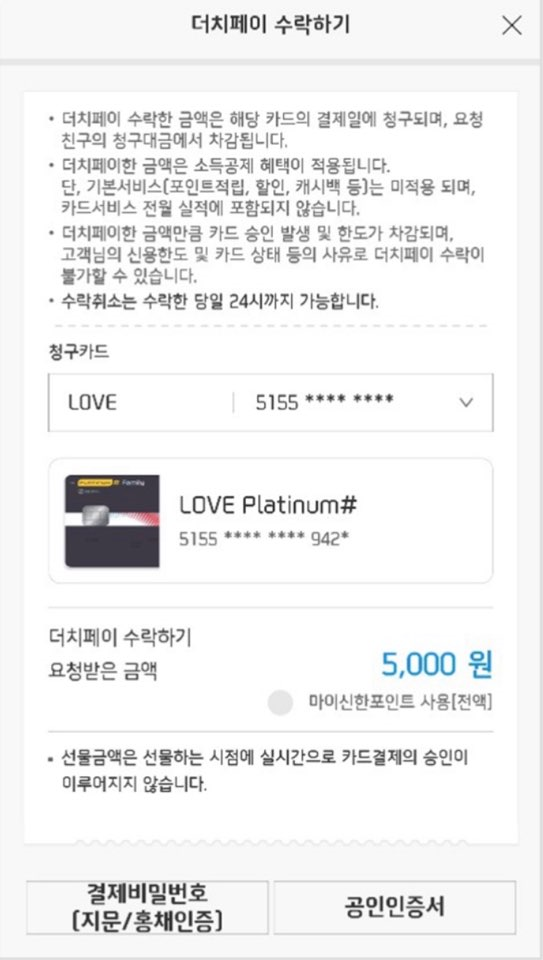 더치페이 수락하기
• 더치페이 수락한 금액은 해당 카드의 결제일에 청구되며, 요청
친구의 청구대금에서 차감됩니다.
• 더치페이한 금액은 소득공제 혜택이 적용됩니다.
단, 기본서비스(포인트적립, 할인, 캐시백 등)는 미적용 되며,
카드서비스 전월 실적에 포함되지 않습니다.
• 더치페이한 금액만큼 카드 승인 발생 및 한도가 차감되며,
고객님의 신용한도 및 카드 상태 등의 사유로 더치페이 수락이
불가할 수 있습니다.
• 수락취소는 수락한 당일 24시까지 가능합니다.
청구카드
LOVE 5155 **** ****
Family
LOVE Platinum#
5155 **** **** 942*
더치페이 수락하기
요청받은 금액
5,000 원
마이신한포인트 사용[전액]
▪ 선물금액은 선물하는 시점에 실시간으로 카드결제의 승인이
이루어지지 않습니다.
결제비밀번호
[지문/홍채인증]
공인인증서